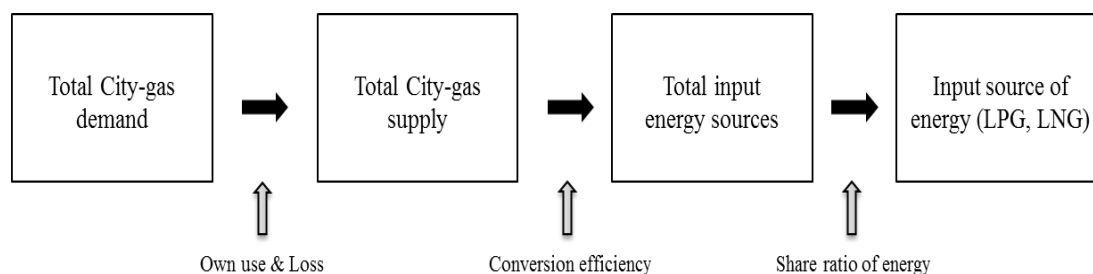 Total City-gas
demand
Total City-gas
supply
Total input
energy sources
Input source of
energy (LPG, LNG)
Own use & Loss
Conversion efficiency
Share ratio of energy